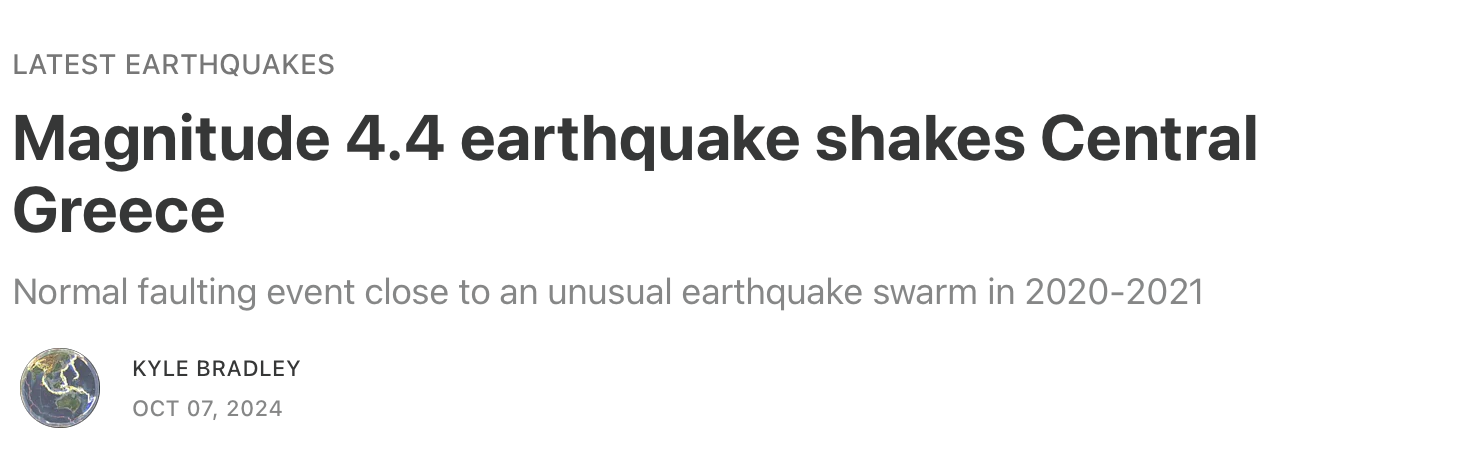 LATEST EARTHQUAKES
Magnitude 4.4 earthquake shakes Central
Greece
Normal faulting event close to an unusual earthquake swarm in 2020-2021
KYLE BRADLEY
OCT 07, 2024